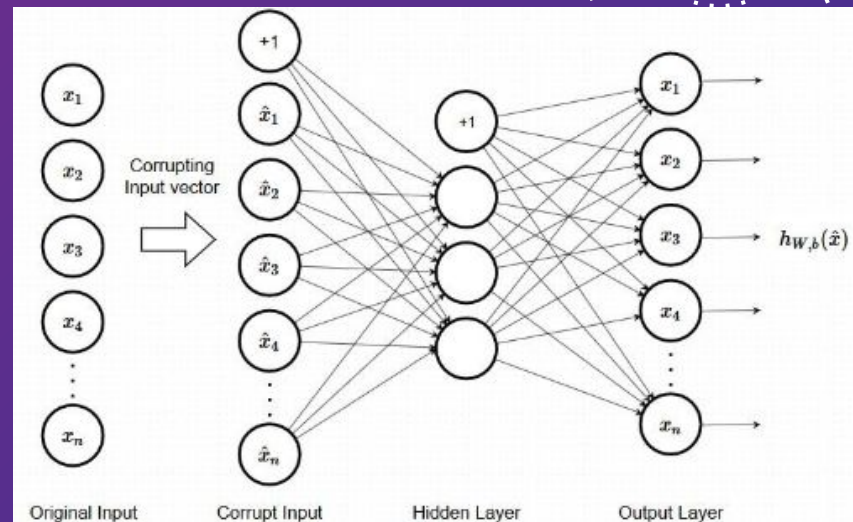 x₁
x₂
x₃
x₄
xₙ
Original Input
Corrupting
Input vector
+1
x̂₁
x̂₂
x̂₃
x̂₄
x̂ₙ
Corrupt Input
+1
Hidden Layer
x₁
x₂
x₃
x₄
xₙ
Output Layer
h_{W,b}(x̂)